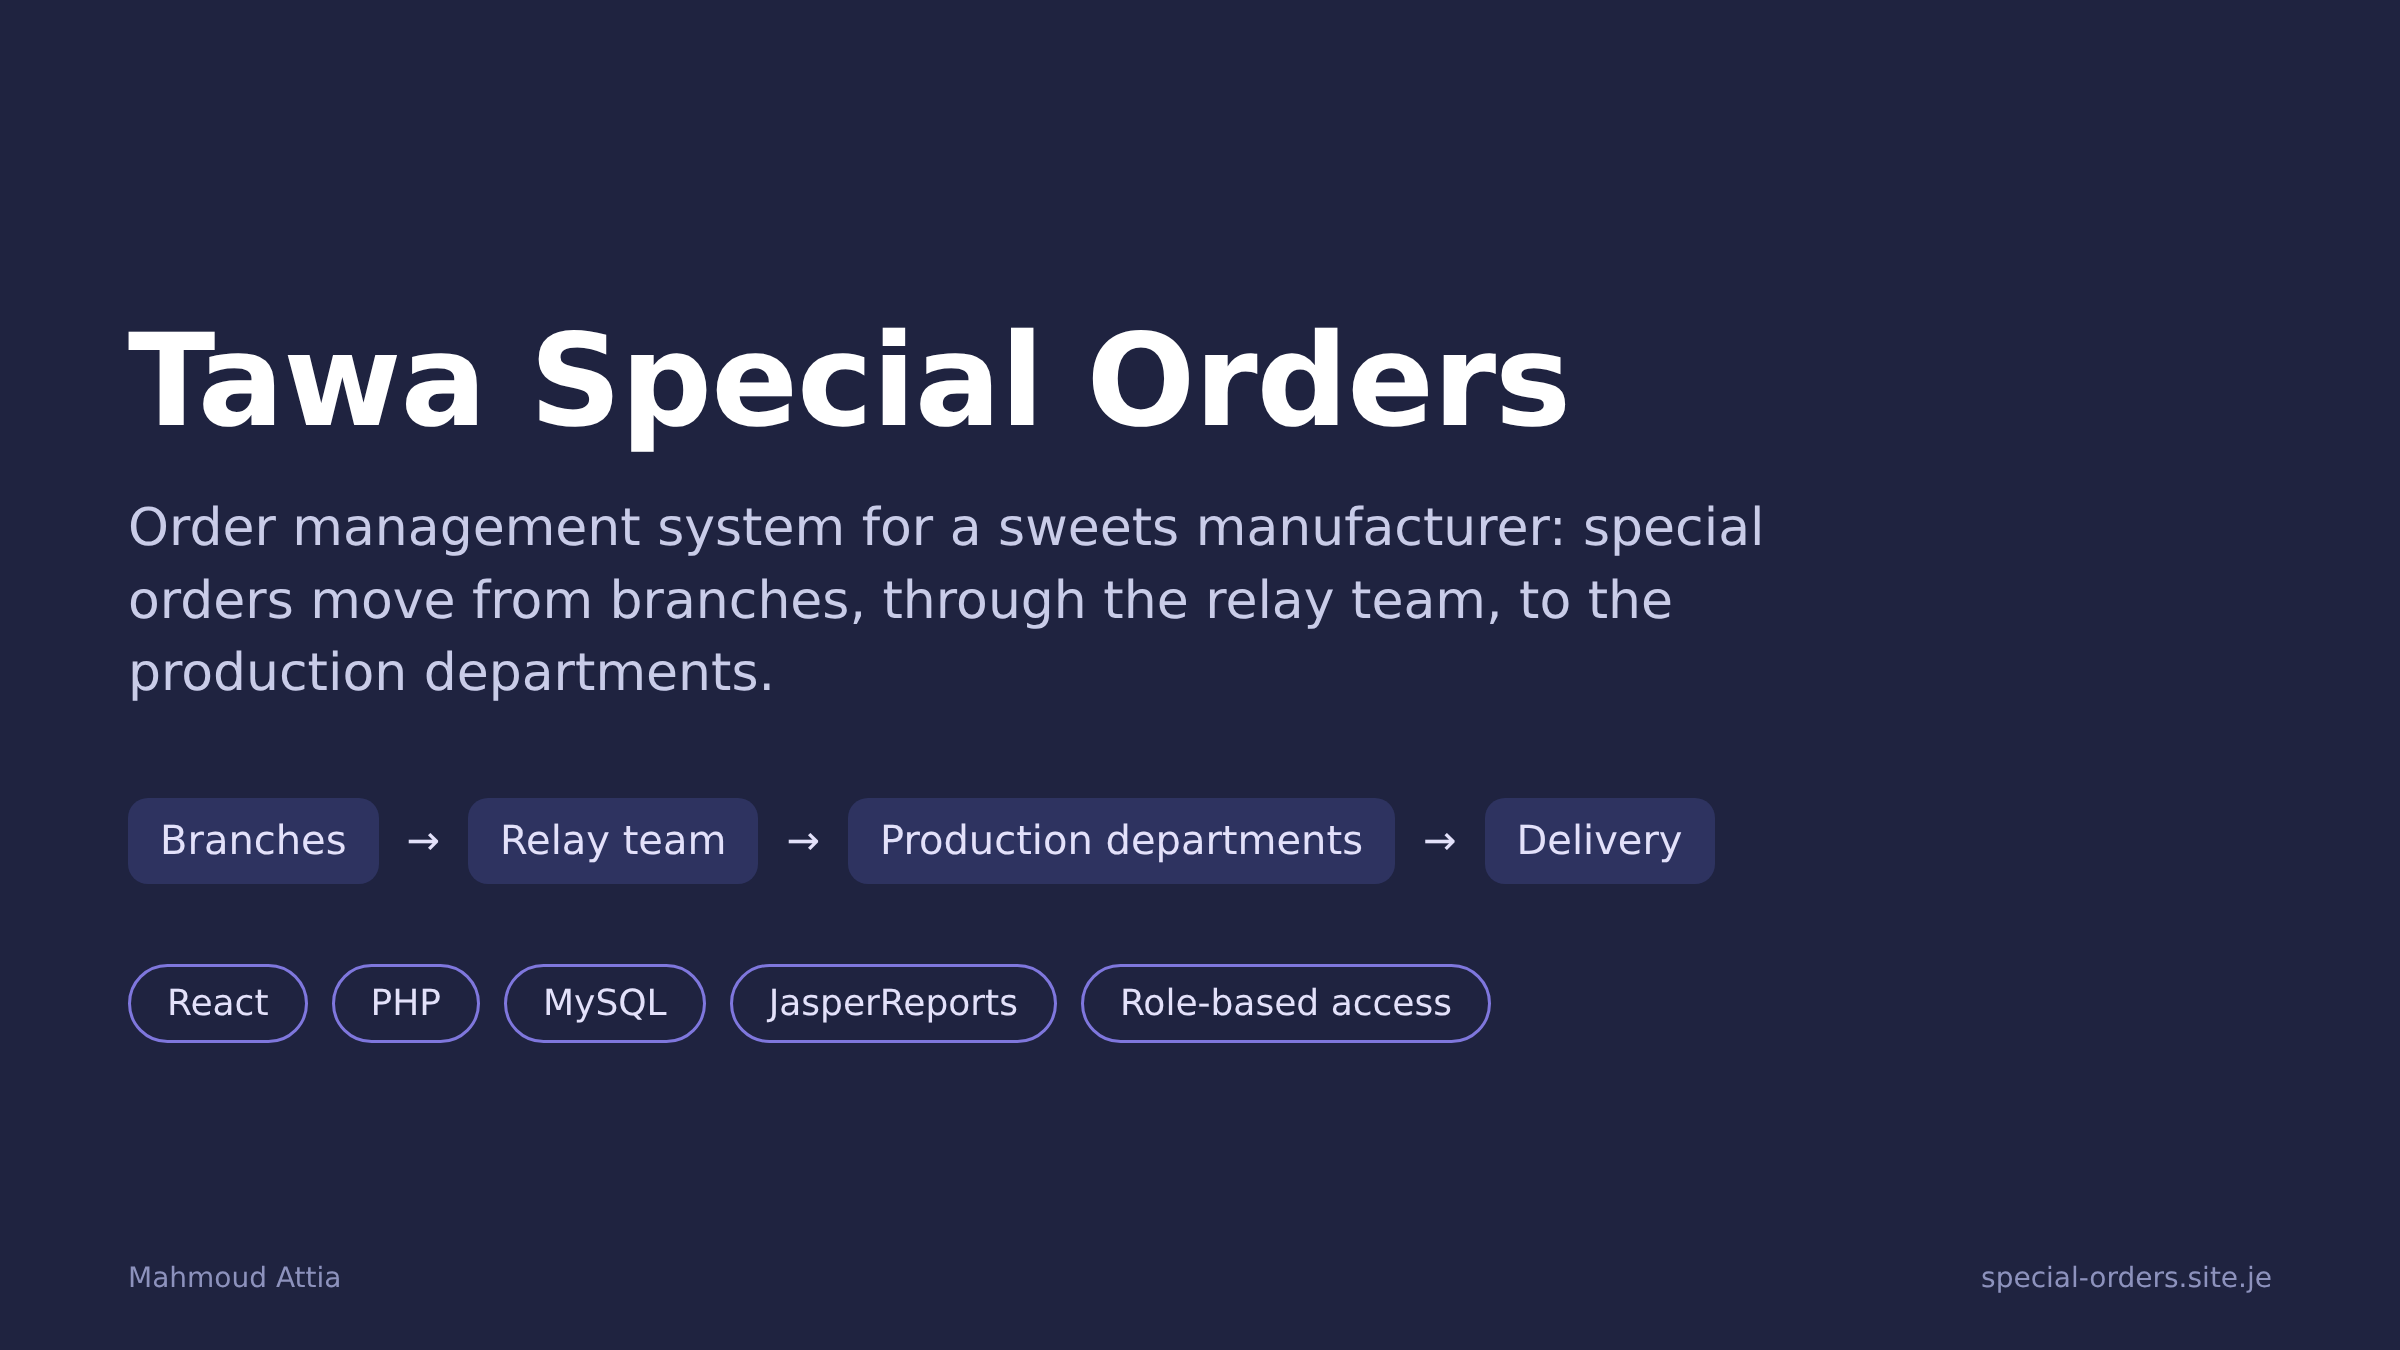 Tawa Special Orders
Order management system for a sweets manufacturer: special
orders move from branches, through the relay team, to the
production departments.
Branches → Relay team → Production departments → Delivery
React PHP MySQL JasperReports Role-based access
Mahmoud Attia special-orders.site.je